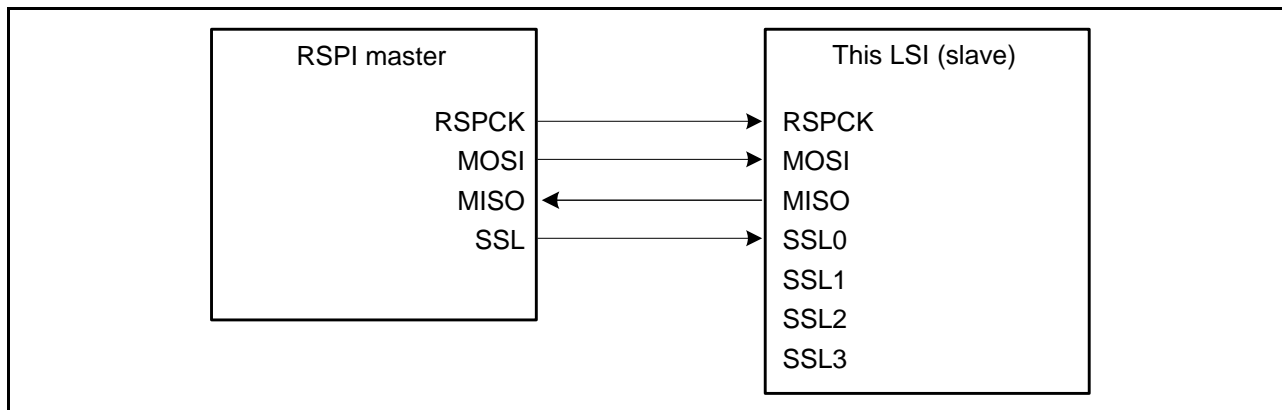 RSPI master
RSPCK
MOSI
MISO
SSL
This LSI (slave)
RSPCK
MOSI
MISO
SSL0
SSL1
SSL2
SSL3